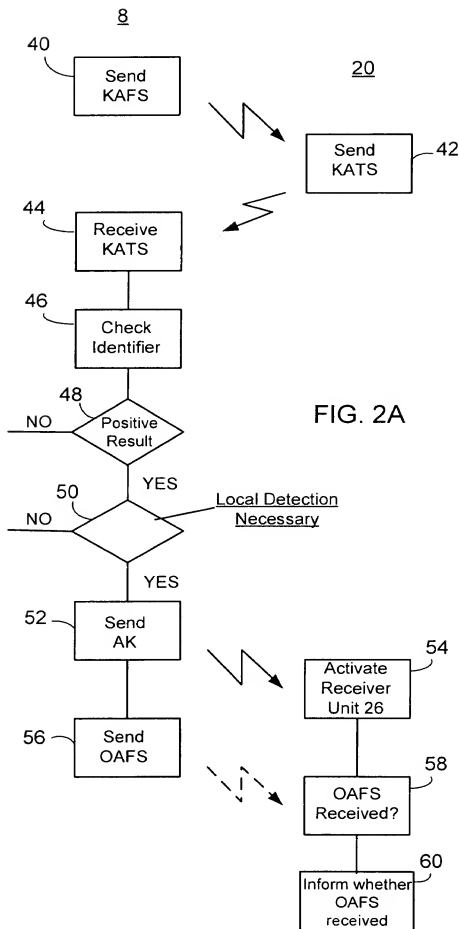 8
40
Send
KAFS
20
Send
KATS
42
44
Receive
KATS
46
Check
Identifier
48
Positive
Result
NO
FIG. 2A
YES
50
NO
Local Detection
Necessary
YES
52
Send
AK
54
Activate
Receiver
Unit 26
56
Send
OAFS
58
OAFS
Received?
60
Inform whether
OAFS
received